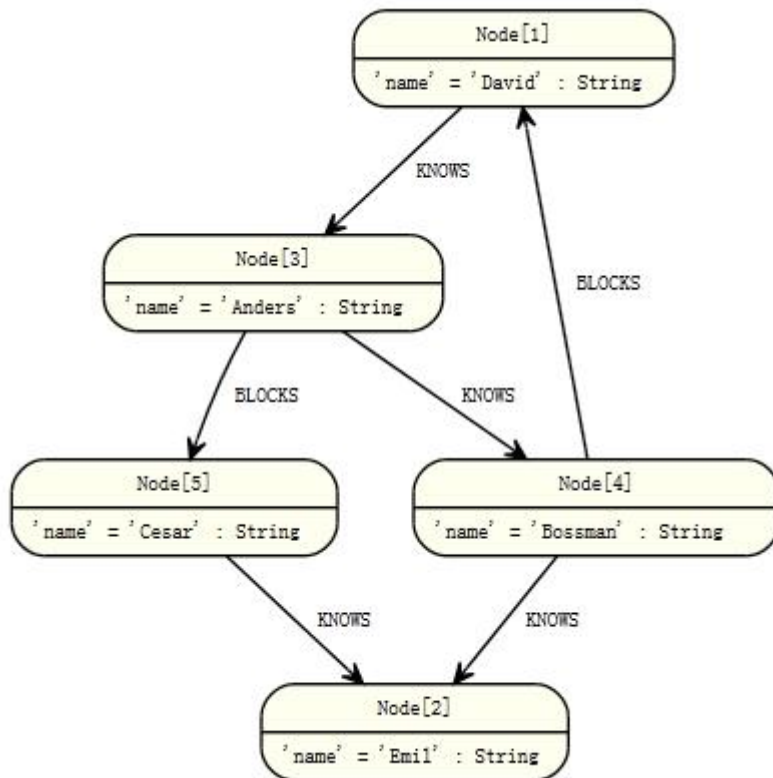 Node[1]
'name' = 'David' : String
KNOWS
Node[3]
'name' = 'Anders' : String
BLOCKS
BLOCKS
KNOWS
Node[5]
'name' = 'Cesar' : String
Node[4]
'name' = 'Bossman' : String
KNOWS
KNOWS
Node[2]
'name' = 'Emil' : String